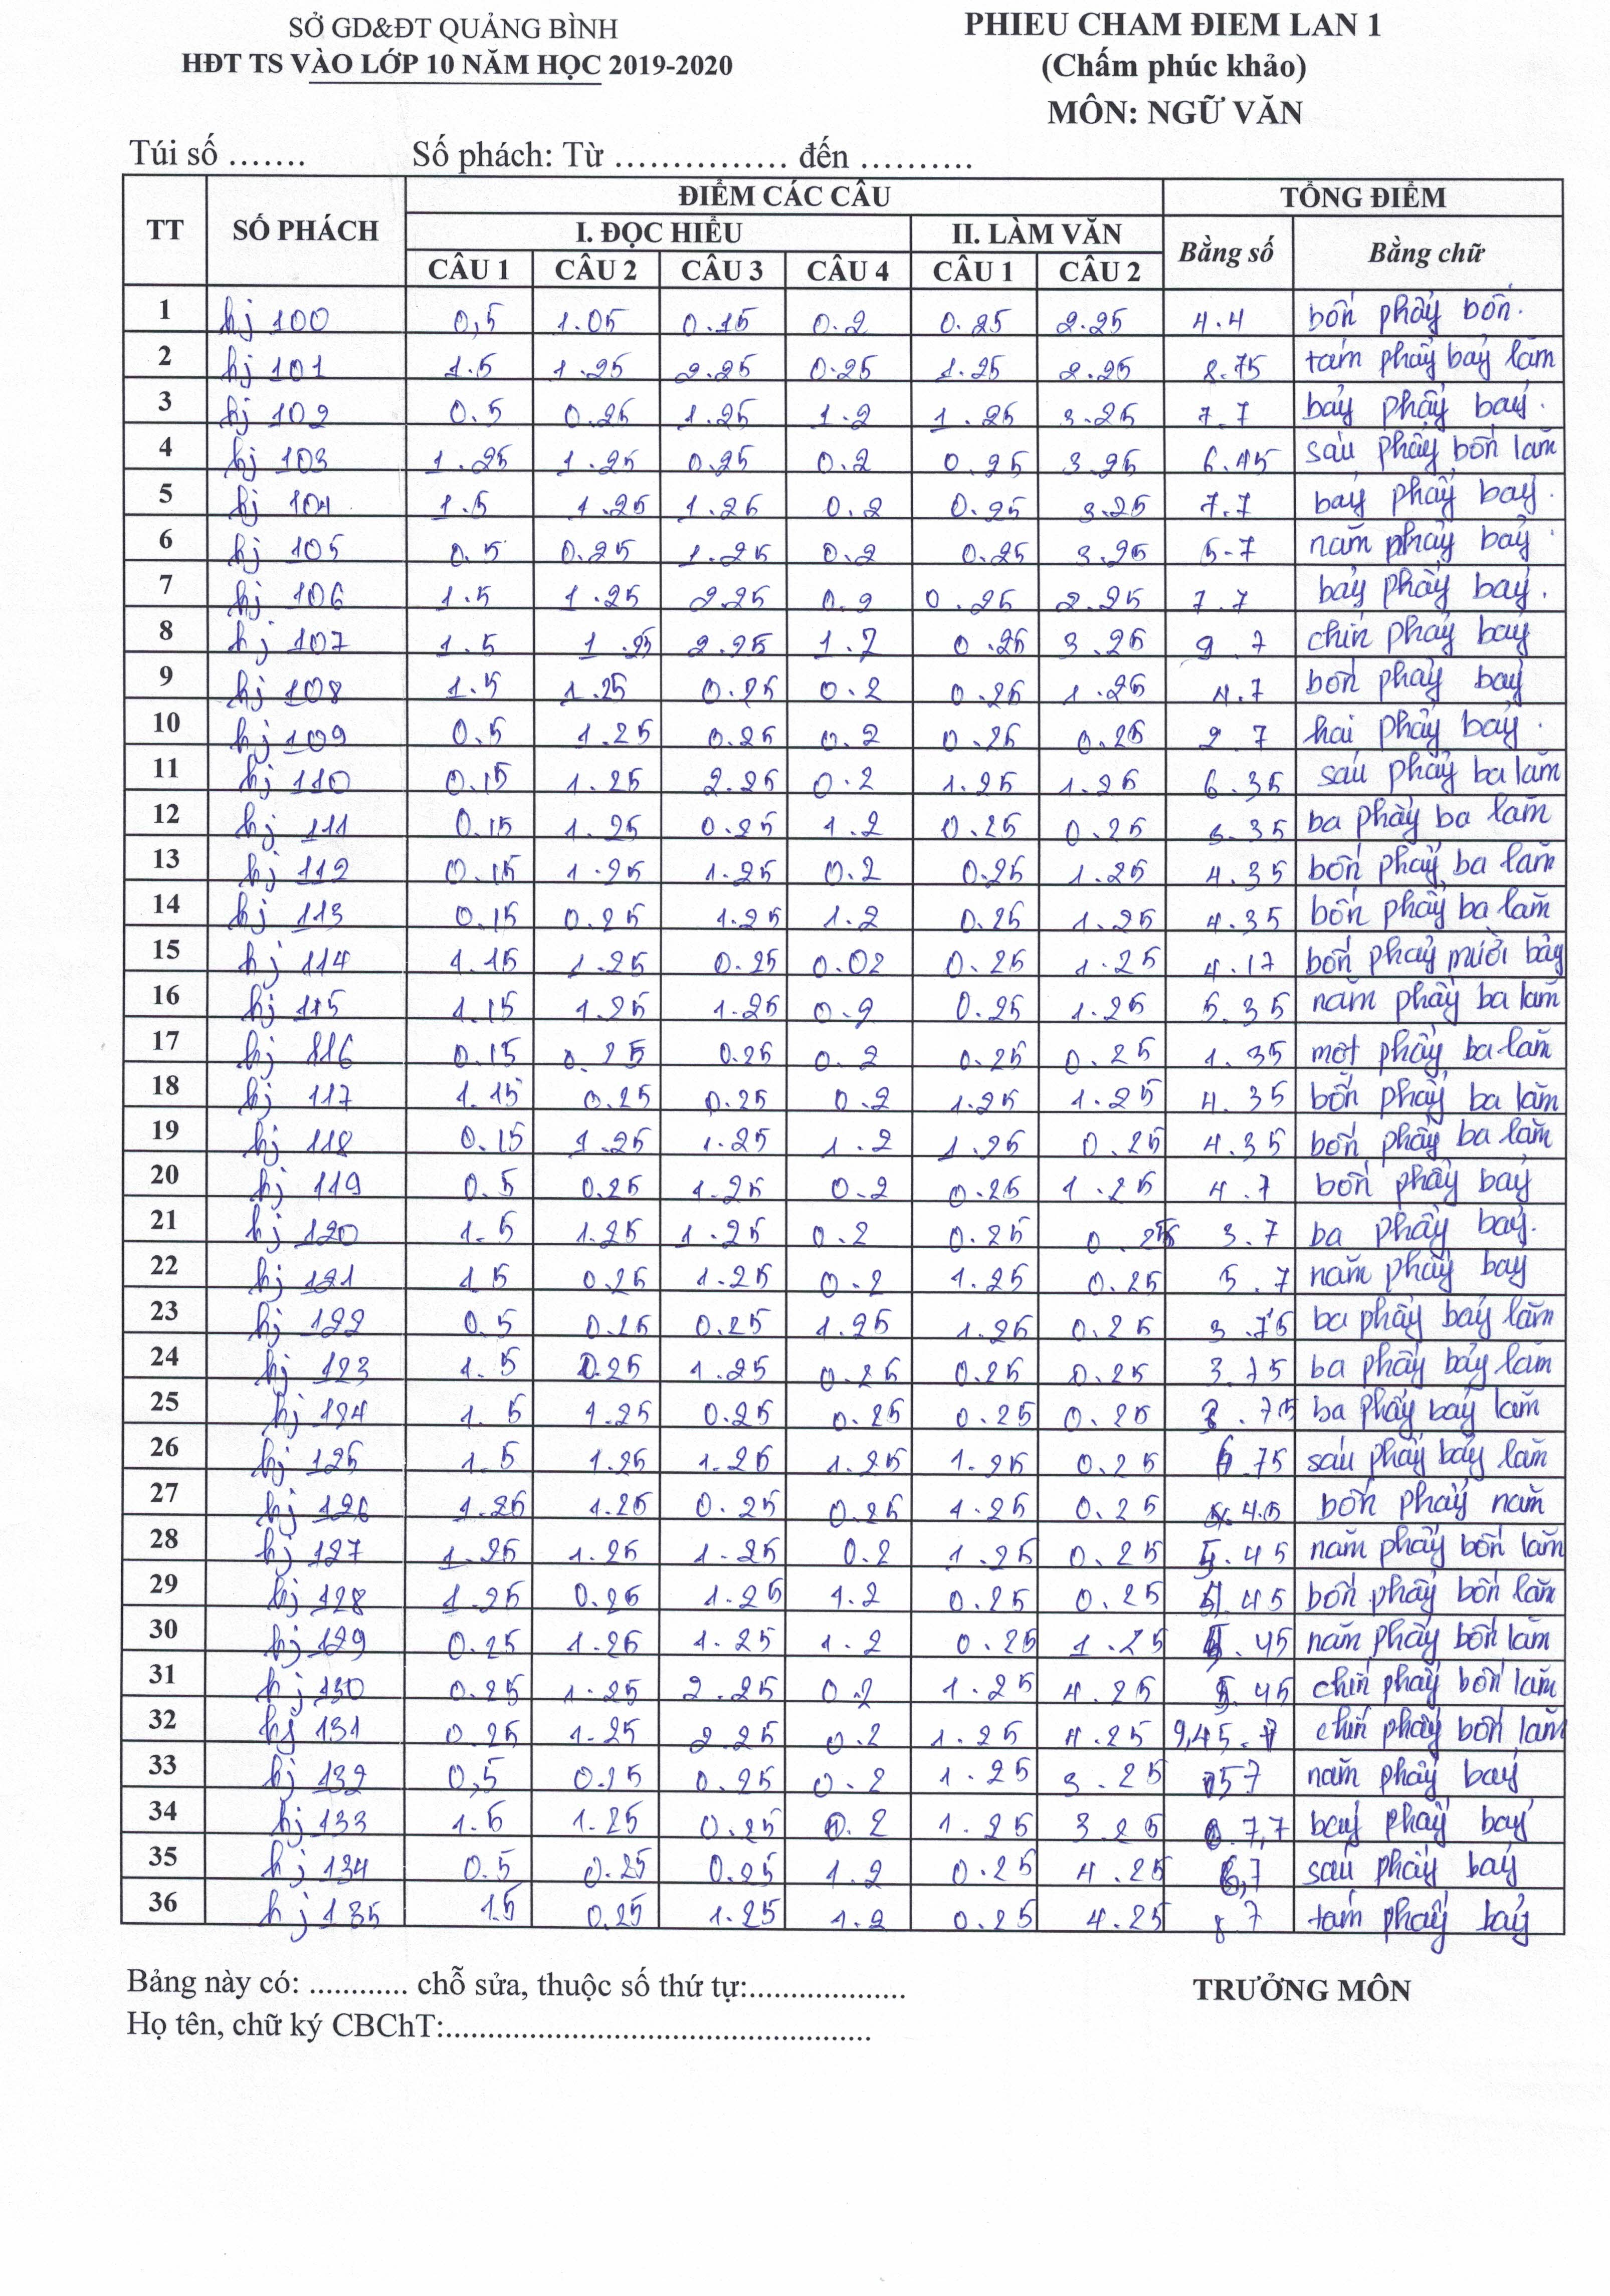 SỞ GD&ĐT QUẢNG BÌNH
HĐT TS VÀO LỚP 10 NĂM HỌC 2019-2020
PHIEU CHAM ĐIEM LAN 1
(Chấm phúc khảo)
MÔN: NGỮ VĂN
Túi số ....... Số phách: Từ ............... đến ..........
TT SỐ PHÁCH ĐIỂM CÁC CÂU TỔNG ĐIỂM
I. ĐỌC HIỂU II. LÀM VĂN Bằng số Bằng chữ
CÂU 1 CÂU 2 CÂU 3 CÂU 4 CÂU 1 CÂU 2
1 hj 100 0,5 1.05 0.15 0.2 0.25 2.25 4.4 bốn phẩy bốn.
2 hj 101 1.5 1.25 2.25 0.25 1.25 2.25 8.75 tám phẩy bảy lăm
3 hj 102 0.5 0.25 1.25 1.2 1.25 3.25 7.7 bảy phẩy bảy.
4 hj 103 1.25 1.25 0.25 0.2 0.25 3.25 6.45 sáu phẩy bốn lăm
5 hj 104 1.5 1.25 1.25 0.2 0.25 3.25 7.7 bảy phẩy bảy.
6 hj 105 0.5 0.25 1.25 0.2 0.25 3.25 5.7 năm phẩy bảy
7 hj 106 1.5 1.25 2.25 0.2 0.25 2.25 7.7 bảy phẩy bảy.
8 hj 107 1.5 1.25 2.25 1.2 0.25 3.25 9.7 chín phẩy bảy
9 hj 108 1.5 1.25 0.25 0.2 0.25 1.25 4.7 bốn phẩy bảy
10 hj 109 0.5 1.25 0.25 0.2 0.25 0.25 2.7 hai phẩy bảy.
11 hj 110 0.15 1.25 2.25 0.2 1.25 1.25 6.35 sáu phẩy ba lăm
12 hj 111 0.15 1.25 0.25 1.2 0.25 0.25 3.35 ba phẩy ba lăm
13 hj 112 0.15 1.25 1.25 0.2 0.25 1.25 4.35 bốn phẩy ba lăm
14 hj 113 0.15 0.25 1.25 1.2 0.25 1.25 4.35 bốn phẩy ba lăm
15 hj 114 1.15 1.25 0.25 0.02 0.25 1.25 4.17 bốn phẩy mười bảy
16 hj 115 1.15 1.25 1.25 0.2 0.25 1.25 5.35 năm phẩy ba lăm
17 hj 116 0.15 0.25 0.25 0.2 0.25 0.25 1.35 một phẩy ba lăm
18 hj 117 1.15 0.25 0.25 0.2 1.25 1.25 4.35 bốn phẩy ba lăm
19 hj 118 0.15 1.25 1.25 1.2 1.25 0.25 4.35 bốn phẩy ba lăm
20 hj 119 0.5 0.25 1.25 0.2 0.25 1.25 4.7 bốn phẩy bảy
21 hj 120 1.5 1.25 1.25 0.2 0.25 0.25 3.7 ba phẩy bảy.
22 hj 121 1.5 0.25 1.25 0.2 1.25 0.25 5.7 năm phẩy bảy
23 hj 122 0.5 0.25 0.25 1.25 1.25 0.25 3.75 ba phẩy bảy lăm
24 hj 123 1.5 0.25 1.25 0.25 0.25 0.25 3.75 ba phẩy bảy lăm
25 hj 124 1.5 1.25 0.25 0.25 0.25 0.25 3.75 ba phẩy bảy lăm
26 hj 125 1.5 1.25 1.25 1.25 1.25 0.25 6.75 sáu phẩy bảy lăm
27 hj 126 1.25 1.25 0.25 0.25 1.25 0.25 4.5 bốn phẩy năm
28 hj 127 1.25 1.25 1.25 0.2 1.25 0.25 5.45 năm phẩy bốn lăm
29 hj 128 1.25 0.25 1.25 1.2 0.25 0.25 4.45 bốn phẩy bốn lăm
30 hj 129 0.25 1.25 1.25 1.2 0.25 1.25 5.45 năm phẩy bốn lăm
31 hj 130 0.25 1.25 2.25 0.2 1.25 4.25 9.45 chín phẩy bốn lăm
32 hj 131 0.25 1.25 2.25 0.2 1.25 4.25 9,45 chín phẩy bốn lăm
33 hj 132 0,5 0.25 0.25 0.2 1.25 3.25 57 năm phẩy bảy
34 hj 133 1.5 1.25 0.25 0.2 1.25 3.25 7,7 bảy phẩy bảy
35 hj 134 0.5 0.25 0.25 1.2 0.25 4.25 6,7 sáu phẩy bảy
36 hj 135 1.5 0.25 1.25 1.2 0.25 4.25 8.7 tám phẩy bảy
Bảng này có: ............ chỗ sửa, thuộc số thứ tự:...................
TRƯỞNG MÔN
Họ tên, chữ ký CBChT:...................................................